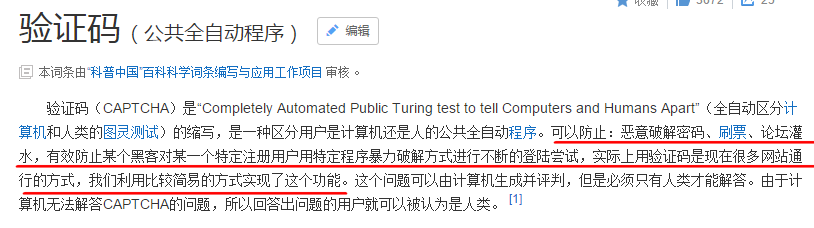 收藏 3672 25
验证码（公共全自动程序） 编辑
本词条由“科普中国”百科科学词条编写与应用工作项目 审核 。
验证码（CAPTCHA）是“Completely Automated Public Turing test to tell Computers and Humans Apart”（全自动区分计
算机和人类的图灵测试）的缩写，是一种区分用户是计算机还是人的公共全自动程序。可以防止：恶意破解密码、刷票、论坛灌
水，有效防止某个黑客对某一个特定注册用户用特定程序暴力破解方式进行不断的登陆尝试，实际上用验证码是现在很多网站通
行的方式，我们利用比较简易的方式实现了这个功能。这个问题可以由计算机生成并评判，但是必须只有人类才能解答。由于计
算机无法解答CAPTCHA的问题，所以回答出问题的用户就可以被认为是人类。 [1]